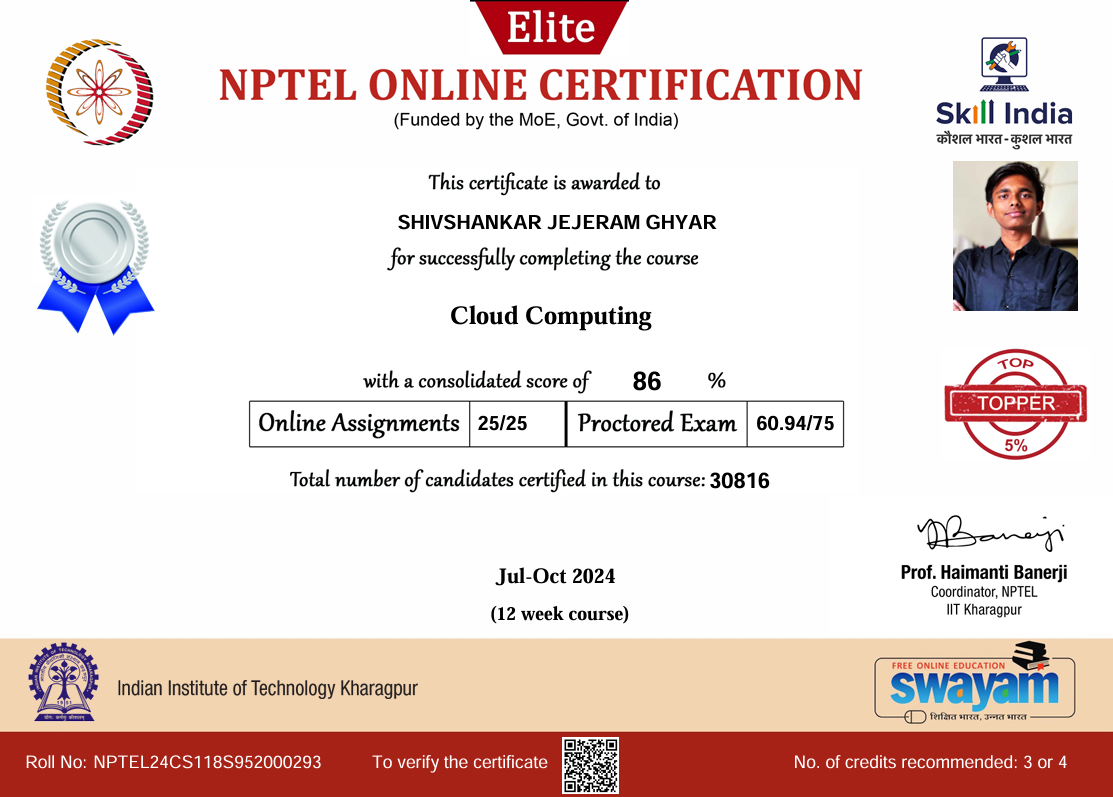 Elite
NPTEL ONLINE CERTIFICATION
(Funded by the MoE, Govt. of India)
Skill India
कौशल भारत - कुशल भारत
This certificate is awarded to
SHIVSHANKAR JEJERAM GHYAR
for successfully completing the course
Cloud Computing
with a consolidated score of 86 %
Online Assignments 25/25 Proctored Exam 60.94/75
TOP
TOPPER
5%
Total number of candidates certified in this course: 30816
Jul-Oct 2024
(12 week course)
Prof. Haimanti Banerji
Coordinator, NPTEL
IIT Kharagpur
Indian Institute of Technology Kharagpur
FREE ONLINE EDUCATION
swayam
शिक्षित भारत, उन्नत भारत
Roll No: NPTEL24CS118S952000293 To verify the certificate No. of credits recommended: 3 or 4